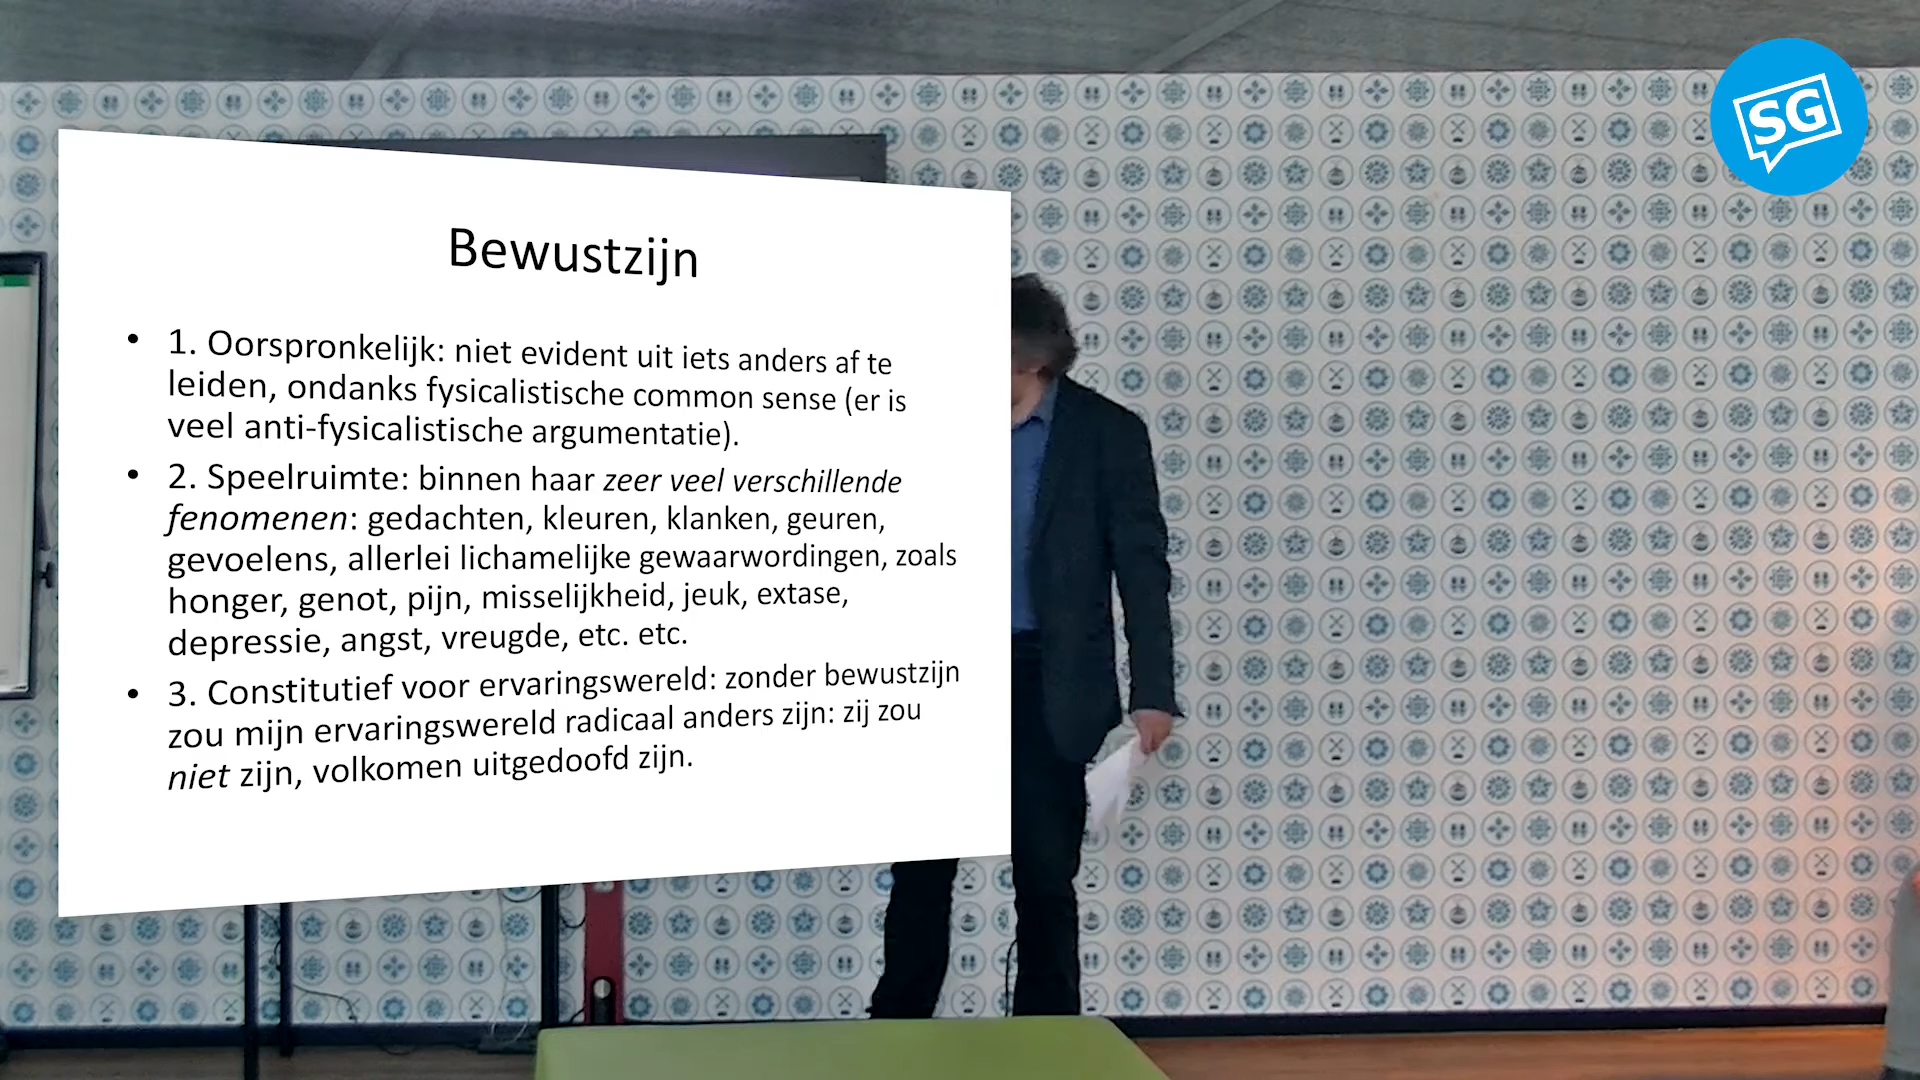 SG
Bewustzijn
• 1. Oorspronkelijk: niet evident uit iets anders af te
leiden, ondanks fysicalistische common sense (er is
veel anti-fysicalistische argumentatie).
• 2. Speelruimte: binnen haar zeer veel verschillende
fenomenen: gedachten, kleuren, klanken, geuren,
gevoelens, allerlei lichamelijke gewaarwordingen, zoals
honger, genot, pijn, misselijkheid, jeuk, extase,
depressie, angst, vreugde, etc. etc.
• 3. Constitutief voor ervaringswereld: zonder bewustzijn
zou mijn ervaringswereld radicaal anders zijn: zij zou
niet zijn, volkomen uitgedoofd zijn.